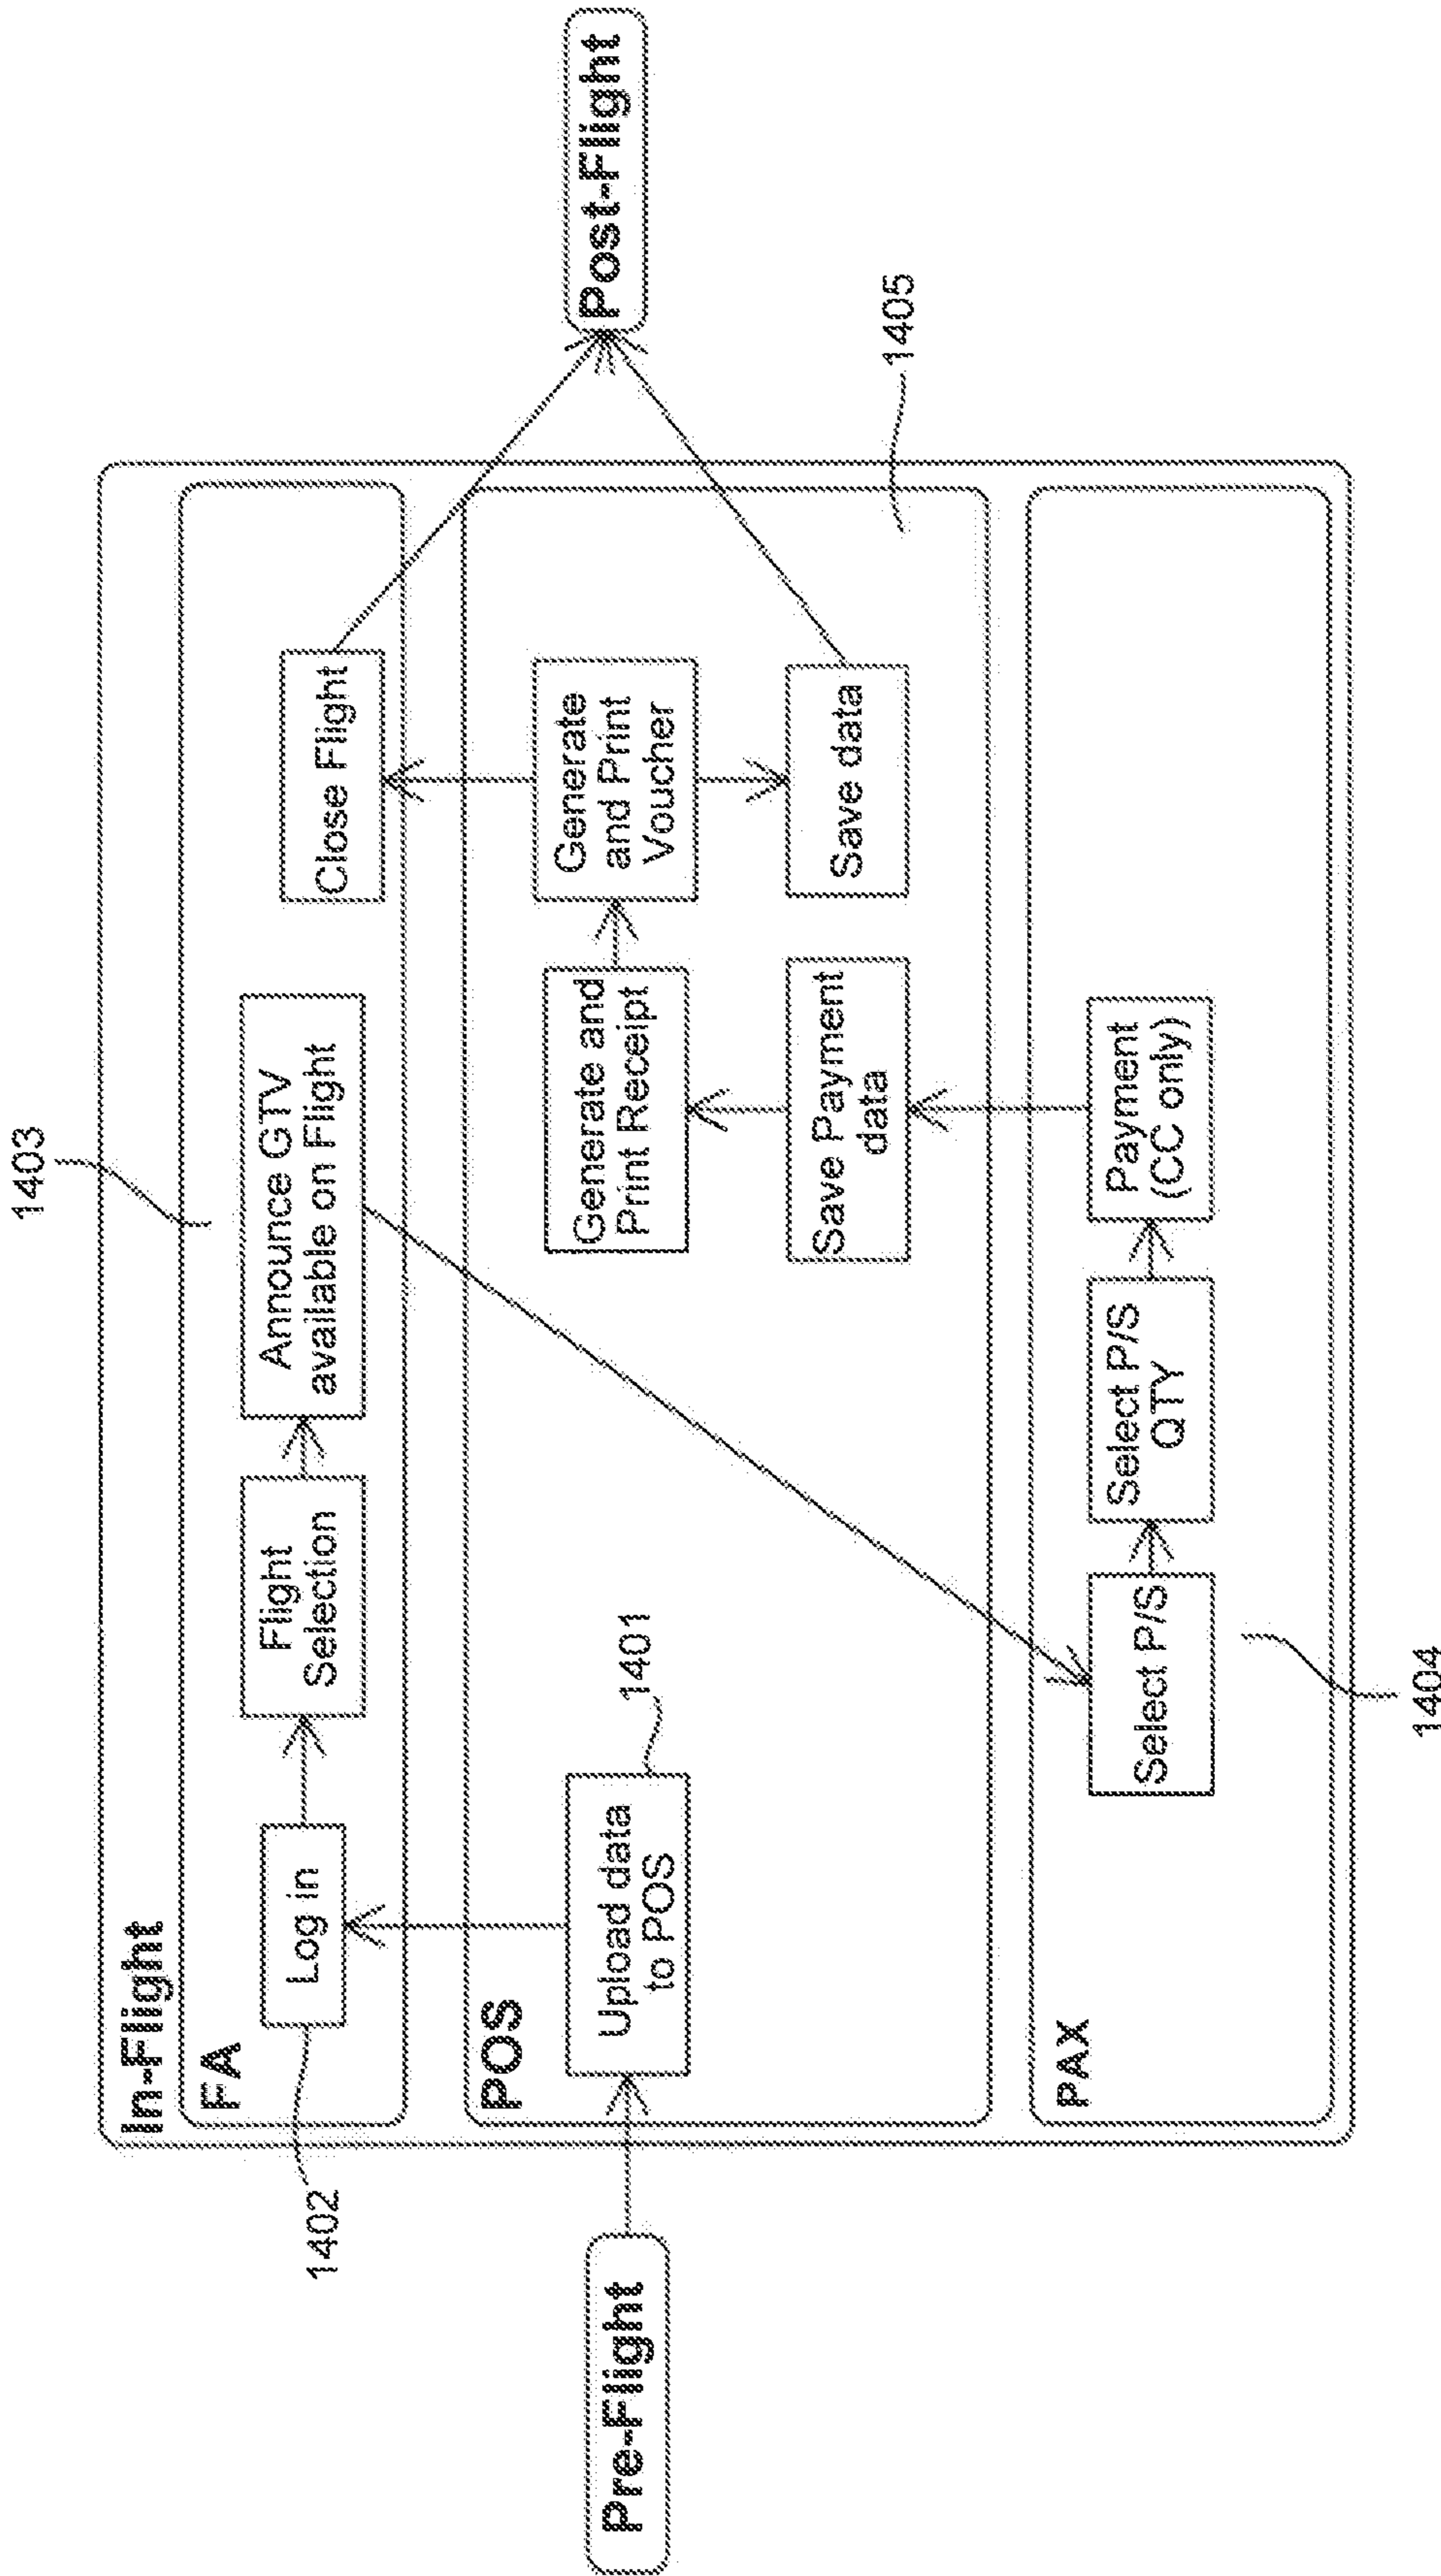 In-Flight
FA
1402
Log in
Flight
Selection
1403
Announce GTV
available on Flight
Close Flight
Pre-Flight
POS
Upload data
to POS
1401
Generate and
Print Receipt
Generate
and Print
Voucher
Save Payment
data
Save data
1405
Post-Flight
PAX
Select P/S
Select P/S
QTY
Payment
(CC only)
1404